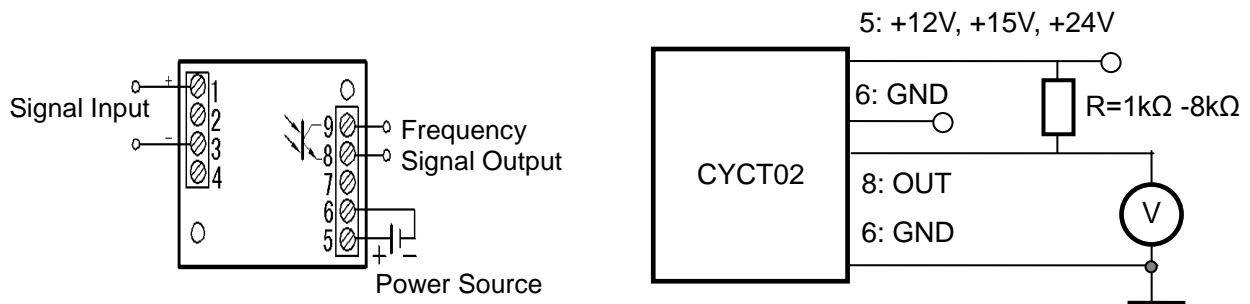 Signal Input
+
−
1
2
3
4
9
8
7
6
5
Frequency
Signal Output
+ −
Power Source
5: +12V, +15V, +24V
6: GND
R=1kΩ -8kΩ
CYCT02
8: OUT
V
6: GND